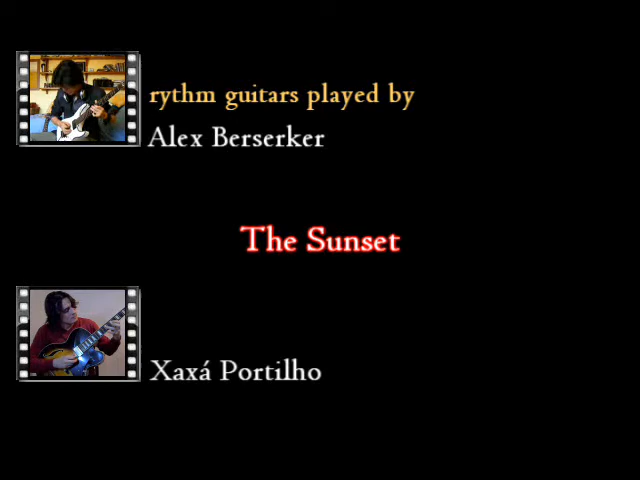 rythm guitars played by
Alex Berserker
The Sunset
Xaxá Portilho